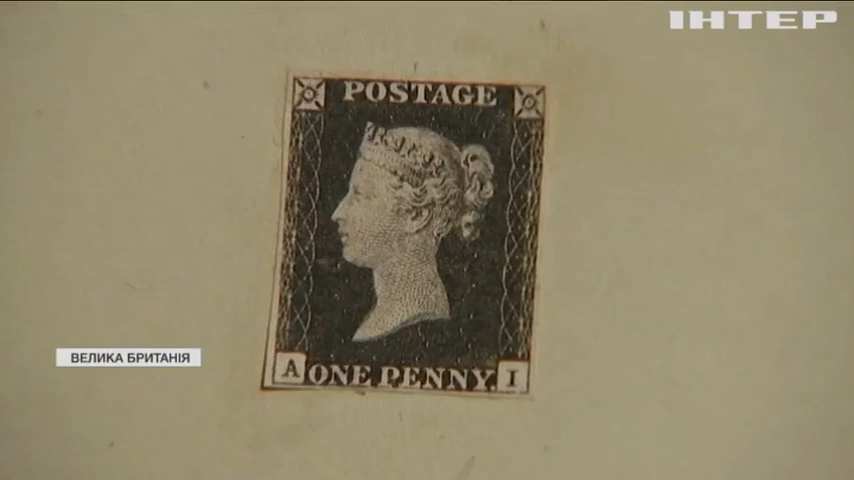 ІНТЕР
POSTAGE
ВЕЛИКА БРИТАНІЯ
A ONE PENNY. I